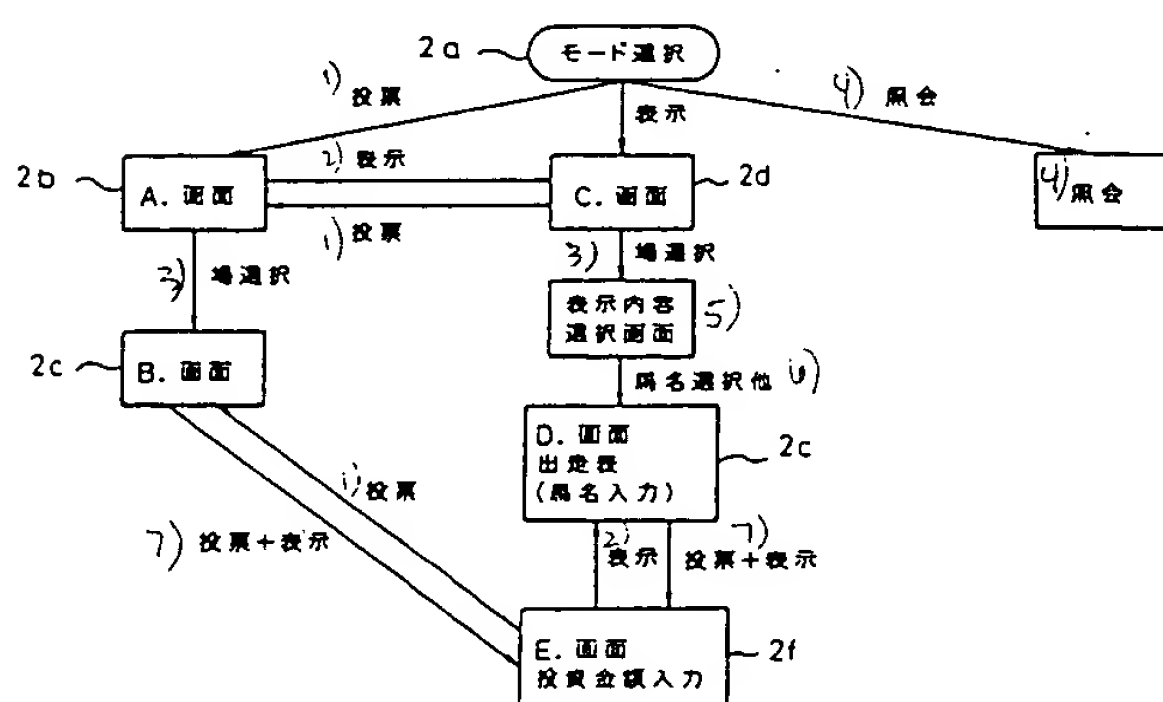 2a
モード選択
1) 投票
表示
4) 照会
2b
A. 画面
2) 表示
1) 投票
C. 画面
2d
4) 照会
3) 場選択
3) 場選択
表示内容
選択画面
5)
2c
B. 画面
馬名選択他 6)
D. 画面
出走表
(馬名入力)
2c
1) 投票
7) 投票+表示
2) 表示
7) 投票+表示
E. 画面
投資金額入力
2f